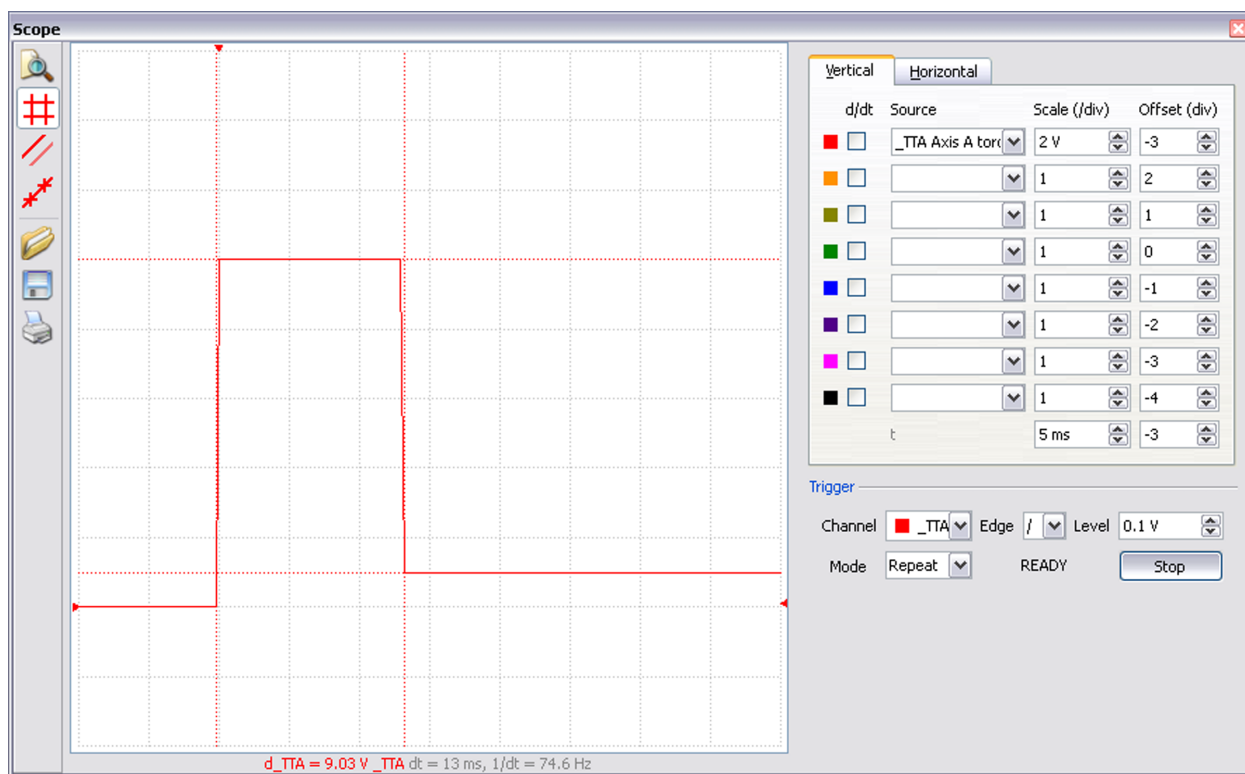 Scope
Vertical Horizontal
d/dt Source Scale (/div) Offset (div)
_TTA Axis A tor 2 V -3
1 2
1 1
1 0
1 -1
1 -2
1 -3
1 -4
t 5 ms -3
Trigger
Channel _TTA Edge / Level 0.1 V
Mode Repeat READY Stop
d_TTA = 9.03 V _TTA dt = 13 ms, 1/dt = 74.6 Hz